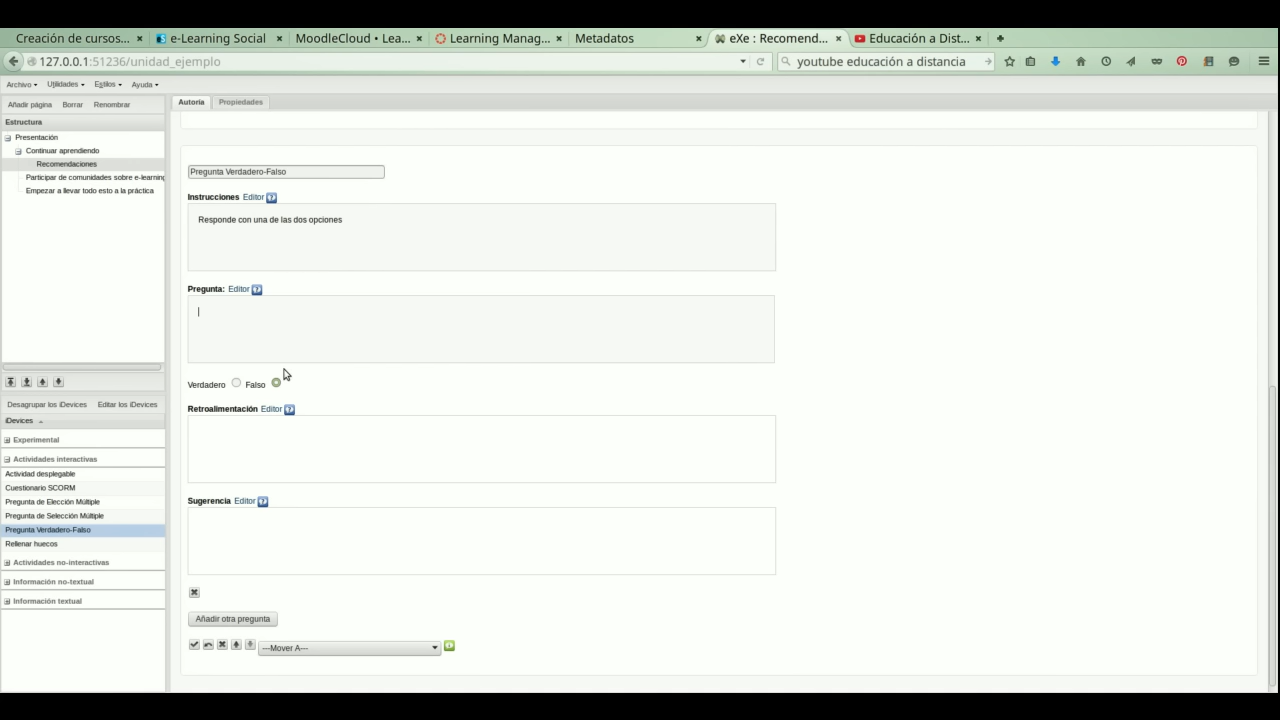 Creación de cursos...
e-Learning Social
MoodleCloud • Lea...
Learning Manag...
Metadatos
eXe : Recomend...
Educación a Dist...
127.0.0.1:51236/unidad_ejemplo
youtube educación a distancia
Archivo
Utilidades
Estilos
Ayuda
Añadir página
Borrar
Renombrar
Autoría
Propiedades
Estructura
Presentación
Continuar aprendiendo
Recomendaciones
Participar de comunidades sobre e-learning
Empezar a llevar todo esto a la práctica
Desagrupar los iDevices
Editar los iDevices
iDevices
Experimental
Actividades interactivas
Actividad desplegable
Cuestionario SCORM
Pregunta de Elección Múltiple
Pregunta de Selección Múltiple
Pregunta Verdadero-Falso
Rellenar huecos
Actividades no-interactivas
Información no-textual
Información textual
Pregunta Verdadero-Falso
Instrucciones Editor
Responde con una de las dos opciones
Pregunta: Editor
Verdadero Falso
Retroalimentación Editor
Sugerencia Editor
Añadir otra pregunta
---Mover A---